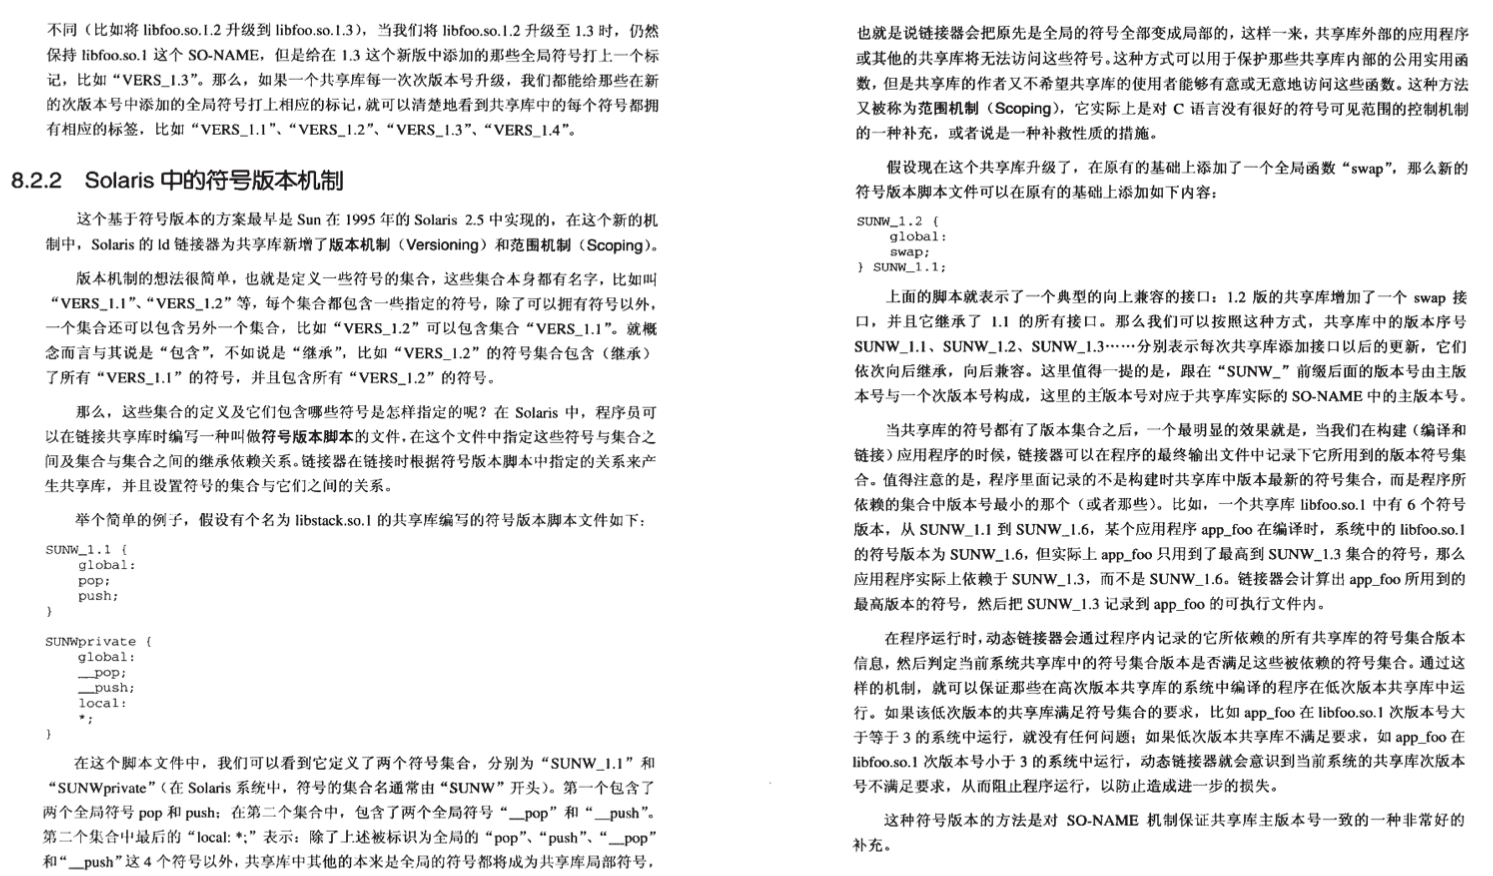 不同（比如将 libfoo.so.1.2 升级到 libfoo.so.1.3），当我们将 libfoo.so.1.2 升级至 1.3 时，仍然
保持 libfoo.so.1 这个 SO-NAME，但是给在 1.3 这个新版中添加的那些全局符号打上一个标
记，比如“VERS_1.3”。那么，如果一个共享库每一次次版本号升级，我们都能给那些在新
的次版本号中添加的全局符号打上相应的标记，就可以清楚地看到共享库中的每个符号都拥
有相应的标签，比如“VERS_1.1”、“VERS_1.2”、“VERS_1.3”、“VERS_1.4”。
8.2.2 Solaris 中的符号版本机制
这个基于符号版本的方案最早是 Sun 在 1995 年的 Solaris 2.5 中实现的，在这个新的机
制中，Solaris 的 ld 链接器为共享库新增了版本机制（Versioning）和范围机制（Scoping）。
版本机制的想法很简单，也就是定义一些符号的集合，这些集合本身都有名字，比如叫
“VERS_1.1”、“VERS_1.2”等，每个集合都包含一些指定的符号，除了可以拥有符号以外，
一个集合还可以包含另外一个集合，比如“VERS_1.2”可以包含集合“VERS_1.1”。就概
念而言与其说是“包含”，不如说是“继承”，比如“VERS_1.2”的符号集合包含（继承）
了所有“VERS_1.1”的符号，并且包含所有“VERS_1.2”的符号。
那么，这些集合的定义及它们包含哪些符号是怎样指定的呢？在 Solaris 中，程序员可
以在链接共享库时编写一种叫做符号版本脚本的文件，在这个文件中指定这些符号与集合之
间及集合与集合之间的继承依赖关系。链接器在链接时根据符号版本脚本中指定的关系来产
生共享库，并且设置符号的集合与它们之间的关系。
举个简单的例子，假设有个名为 libstack.so.1 的共享库编写的符号版本脚本文件如下：
SUNW_1.1 {
global:
pop;
push;
}
SUNWprivate {
global:
__pop;
__push;
local:
*;
}
在这个脚本文件中，我们可以看到它定义了两个符号集合，分别为“SUNW_1.1”和
“SUNWprivate”（在 Solaris 系统中，符号的集合名通常由“SUNW”开头）。第一个包含了
两个全局符号 pop 和 push；在第二个集合中，包含了两个全局符号“__pop”和“__push”。
第二个集合中最后的“local: *;”表示：除了上述被标识为全局的“pop”、“push”、“__pop”
和“__push”这 4 个符号以外，共享库中其他的本来是全局的符号都将成为共享库局部符号，
也就是说链接器会把原先是全局的符号全部变成局部的，这样一来，共享库外部的应用程序
或其他的共享库将无法访问这些符号。这种方式可以用于保护那些共享库内部的公用实用函
数，但是共享库的作者又不希望共享库的使用者能够有意或无意地访问这些函数。这种方法
又被称为范围机制（Scoping），它实际上是对 C 语言没有很好的符号可见范围的控制机制
的一种补充，或者说是一种补救性质的措施。
假设现在这个共享库升级了，在原有的基础上添加了一个全局函数“swap”，那么新的
符号版本脚本文件可以在原有的基础上添加如下内容：
SUNW_1.2 {
global:
swap;
} SUNW_1.1;
上面的脚本就表示了一个典型的向上兼容的接口：1.2 版的共享库增加了一个 swap 接
口，并且它继承了 1.1 的所有接口。那么我们可以按照这种方式，共享库中的版本序号
SUNW_1.1、SUNW_1.2、SUNW_1.3……分别表示每次共享库添加接口以后的更新，它们
依次向后继承，向后兼容。这里值得一提的是，跟在“SUNW_”前缀后面的版本号由主版
本号与一个次版本号构成，这里的主版本号对应于共享库实际的 SO-NAME 中的主版本号。
当共享库的符号都有了版本集合之后，一个最明显的效果就是，当我们在构建（编译和
链接）应用程序的时候，链接器可以在程序的最终输出文件中记录下它所用到的版本符号集
合。值得注意的是，程序里面记录的不是构建时共享库中版本最新的符号集合，而是程序所
依赖的集合中版本号最小的那个（或者那些）。比如，一个共享库 libfoo.so.1 中有 6 个符号
版本，从 SUNW_1.1 到 SUNW_1.6，某个应用程序 app_foo 在编译时，系统中的 libfoo.so.1
的符号版本为 SUNW_1.6，但实际上 app_foo 只用到了最高到 SUNW_1.3 集合的符号，那么
应用程序实际上依赖于 SUNW_1.3，而不是 SUNW_1.6。链接器会计算出 app_foo 所用到的
最高版本的符号，然后把 SUNW_1.3 记录到 app_foo 的可执行文件内。
在程序运行时，动态链接器会通过程序内记录的它所依赖的所有共享库的符号集合版本
信息，然后判定当前系统共享库中的符号集合版本是否满足这些被依赖的符号集合。通过这
样的机制，就可以保证那些在高次版本共享库的系统中编译的程序在低次版本共享库中运
行。如果该低次版本的共享库满足符号集合的要求，比如 app_foo 在 libfoo.so.1 次版本号大
于等于 3 的系统中运行，就没有任何问题；如果低次版本共享库不满足要求，如 app_foo 在
libfoo.so.1 次版本号小于 3 的系统中运行，动态链接器就会意识到当前系统的共享库次版本
号不满足要求，从而阻止程序运行，以防止造成进一步的损失。
这种符号版本的方法是对 SO-NAME 机制保证共享库主版本号一致的一种非常好的
补充。